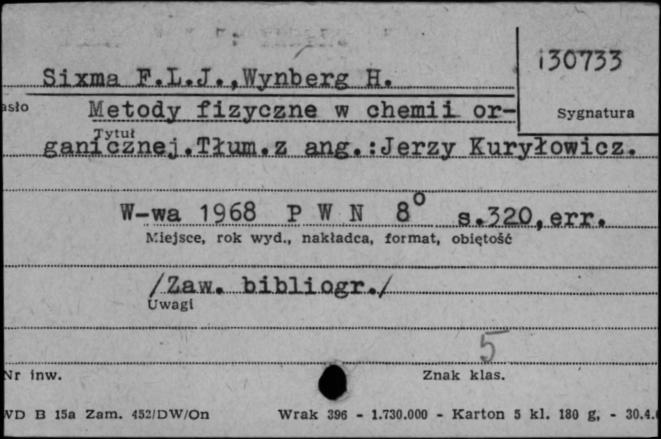 i30733
Sixma F.L.J.,Wynberg H.
asło Metody fizyczne w chemii or- Sygnatura
Tytuł
ganicznej.Tłum.z ang.:Jerzy Kuryłowicz.
W-wa 1968 P W N 8° s.320,err.
Miejsce, rok wyd., nakładca, format, obiętość
/Zaw. bibliogr./
Uwagi
5
Nr inw. Znak klas.
WD B 15a Zam. 452/DW/On Wrak 396 - 1.730.000 - Karton 5 kl. 180 g, - 30.4.